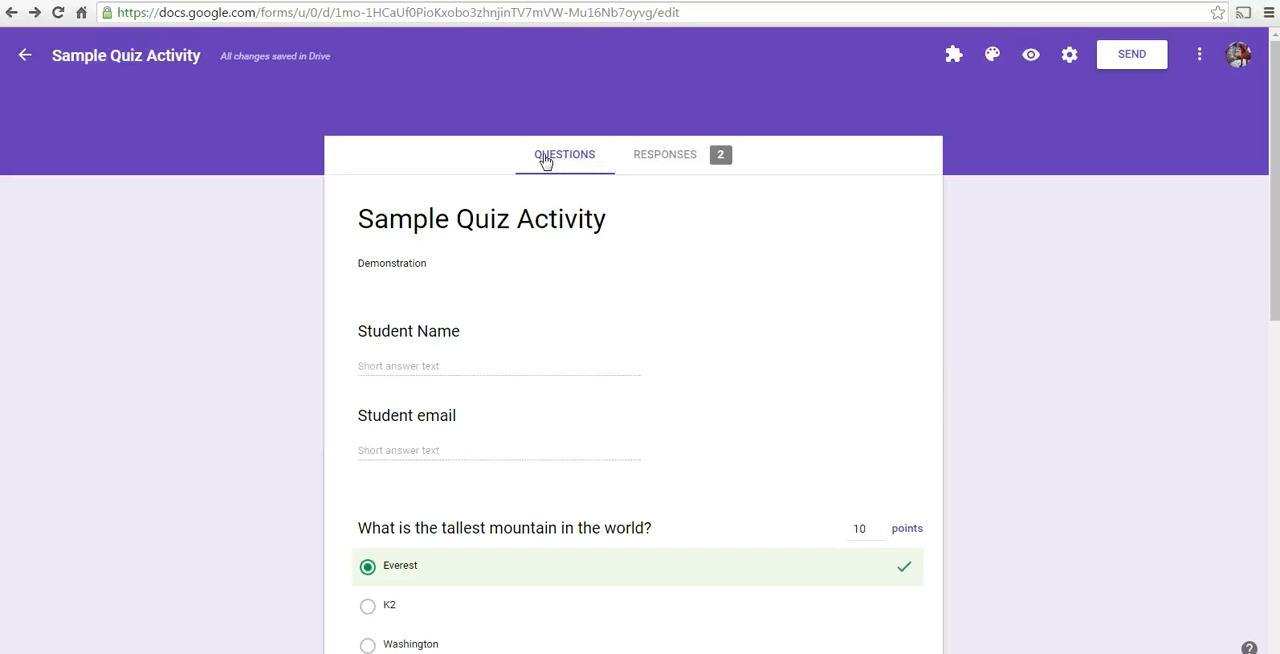 https://docs.google.com/forms/u/0/d/1mo-1HCaUf0PioKxobo3zhnjinTV7mVW-Mu16Nb7oyvg/edit
Sample Quiz Activity All changes saved in Drive SEND
QUESTIONS RESPONSES 2
Sample Quiz Activity
Demonstration
Student Name
Short answer text
Student email
Short answer text
What is the tallest mountain in the world? 10 points
Everest
K2
Washington